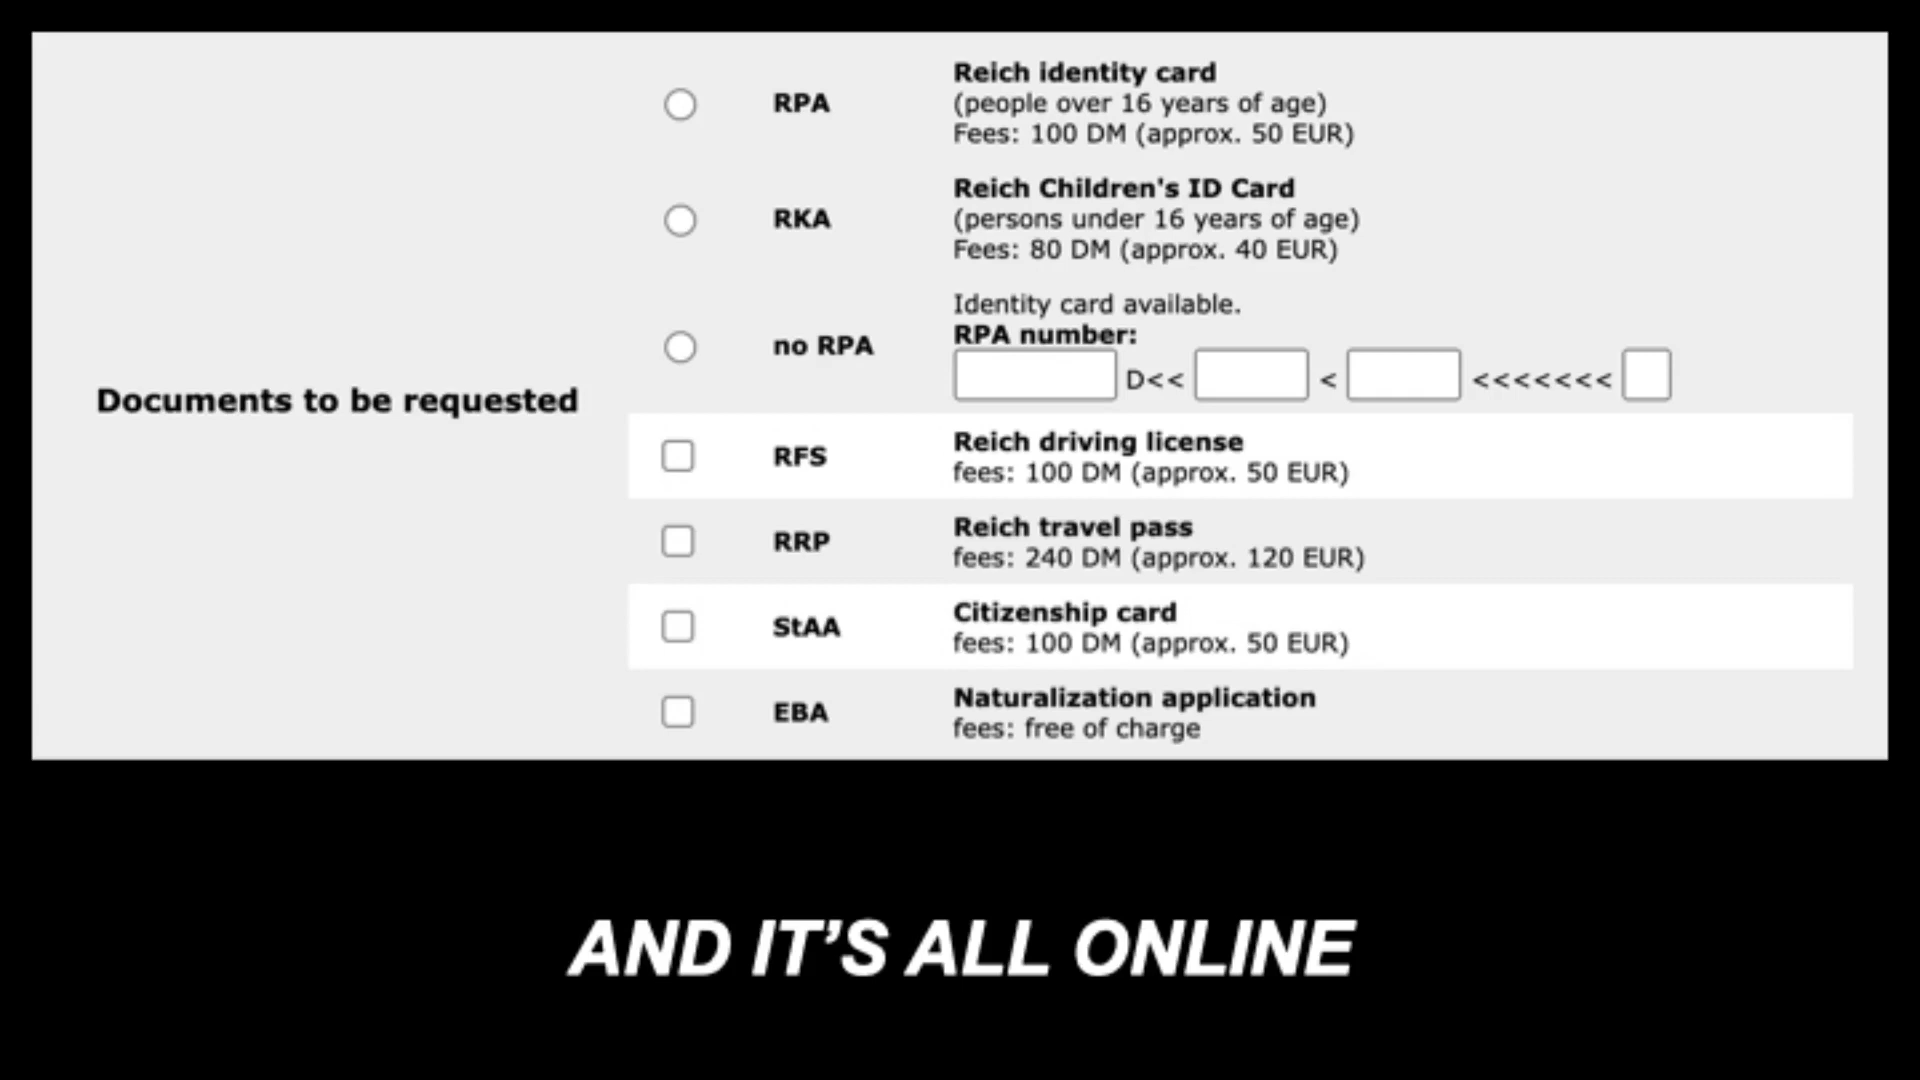 Documents to be requested
RPA
Reich identity card
(people over 16 years of age)
Fees: 100 DM (approx. 50 EUR)
RKA
Reich Children's ID Card
(persons under 16 years of age)
Fees: 80 DM (approx. 40 EUR)
no RPA
Identity card available.
RPA number:
D<< < <<<<<<<
RFS
Reich driving license
fees: 100 DM (approx. 50 EUR)
RRP
Reich travel pass
fees: 240 DM (approx. 120 EUR)
StAA
Citizenship card
fees: 100 DM (approx. 50 EUR)
EBA
Naturalization application
fees: free of charge
AND IT’S ALL ONLINE